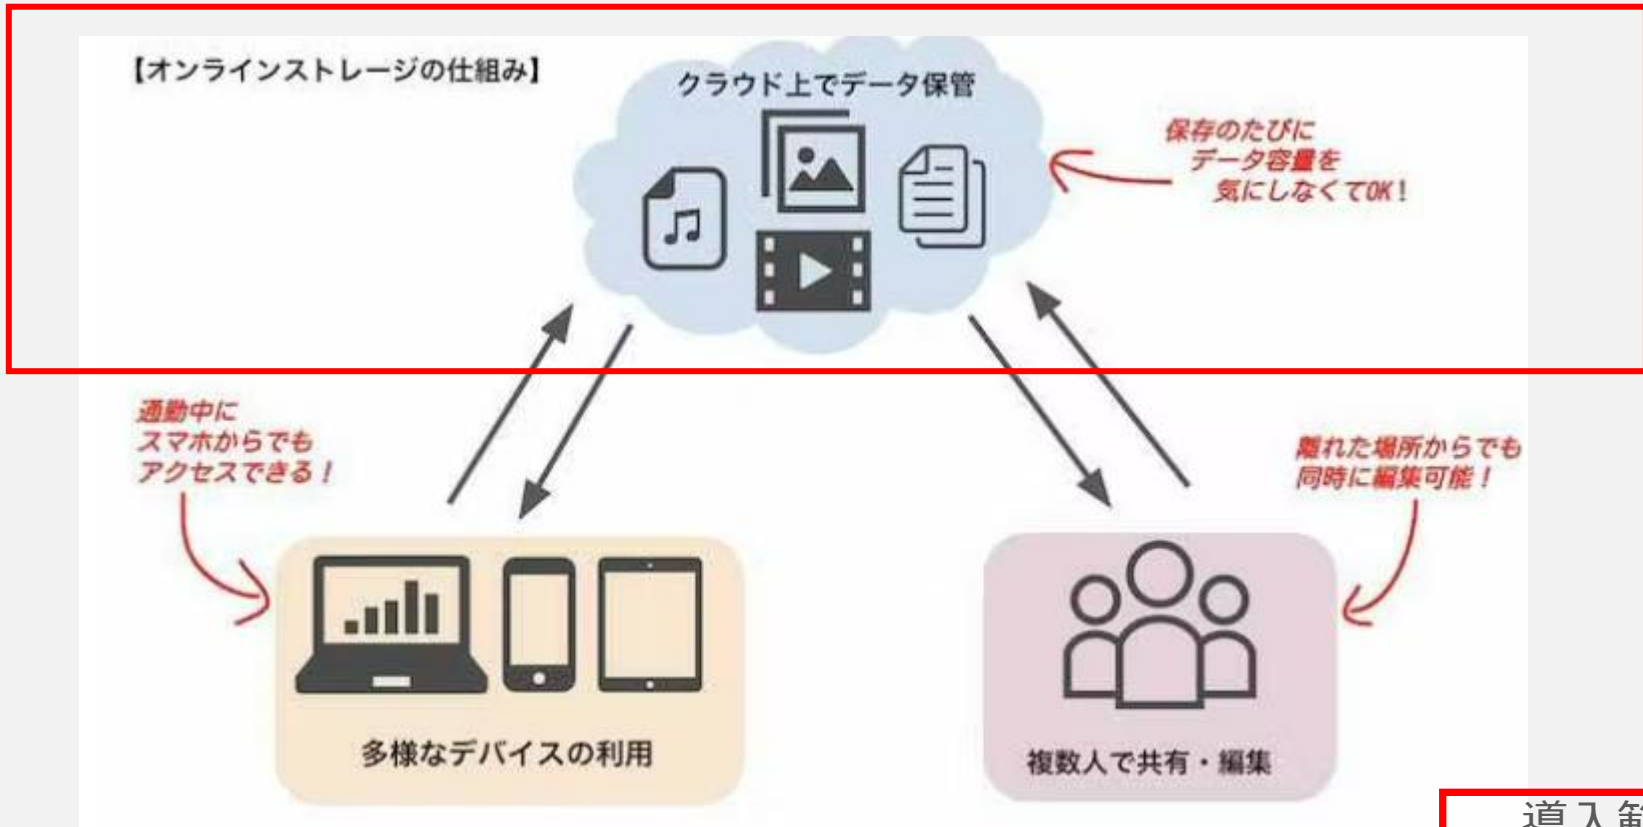 【オンラインストレージの仕組み】
クラウド上でデータ保管
保存のたびに
データ容量を
気にしなくてOK!
通勤中に
スマホからでも
アクセスできる!
離れた場所からでも
同時に編集可能!
多様なデバイスの利用
複数人で共有・編集
導入範